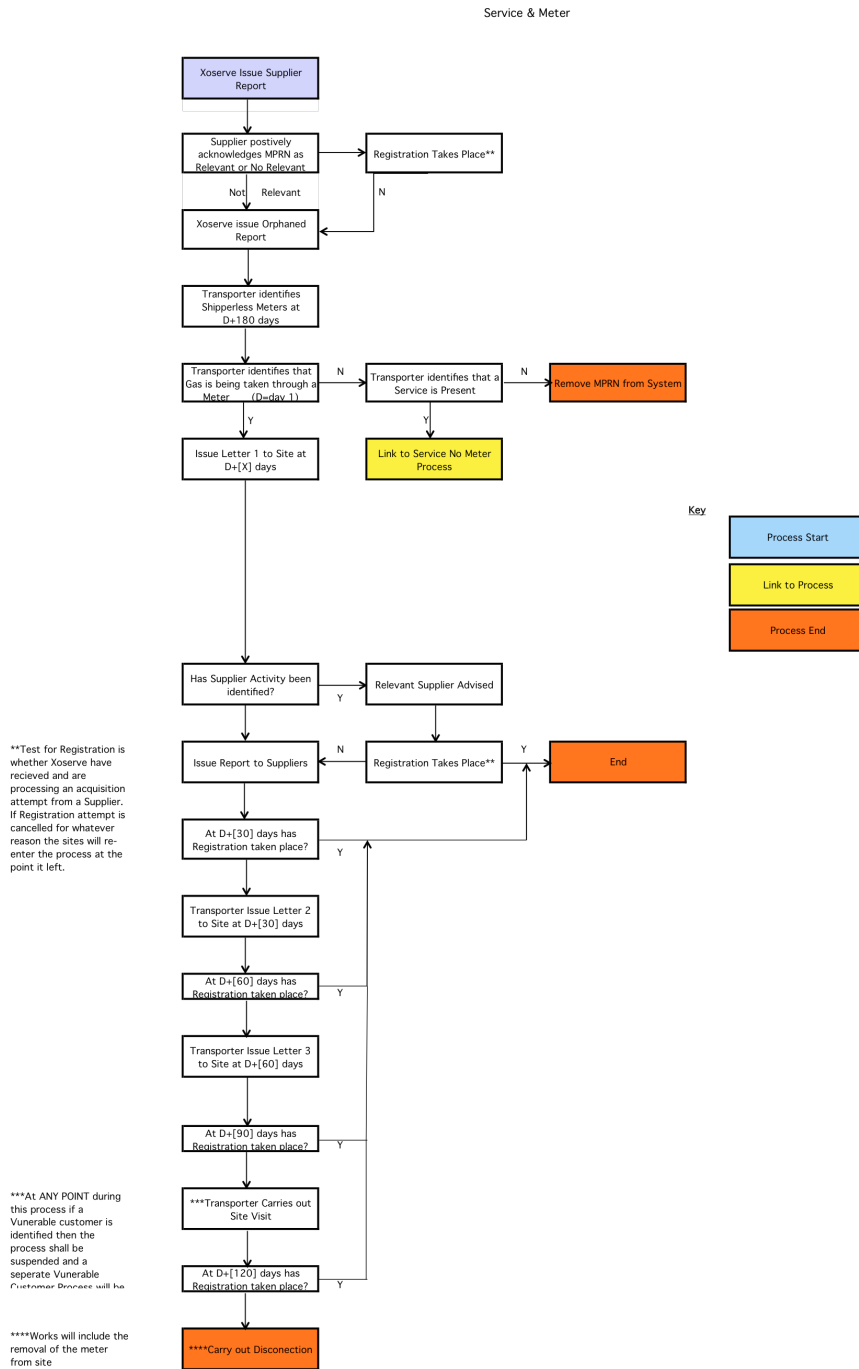 Service & Meter
Xoserve Issue Supplier
Report
Supplier postively
acknowledges MPRN as
Relevant or No Relevant
Registration Takes Place**
Not Relevant
N
Xoserve issue Orphaned
Report
Transporter identifies
Shipperless Meters at
D+180 days
Transporter identifies that
Gas is being taken through a
Meter (D=day 1)
N
Transporter identifies that a
Service is Present
N
Remove MPRN from System
Y
Y
Issue Letter 1 to Site at
D+[X] days
Link to Service No Meter
Process
Key
Process Start
Link to Process
Process End
Has Supplier Activity been
identified?
Y
Relevant Supplier Advised
Issue Report to Suppliers
N
Registration Takes Place**
Y
End
**Test for Registration is
whether Xoserve have
recieved and are
processing an acquisition
attempt from a Supplier.
If Registration attempt is
cancelled for whatever
reason the sites will re-
enter the process at the
point it left.
At D+[30] days has
Registration taken place?
Y
Transporter Issue Letter 2
to Site at D+[30] days
At D+[60] days has
Registration taken place?
Y
Transporter Issue Letter 3
to Site at D+[60] days
At D+[90] days has
Registration taken place?
Y
***At ANY POINT during
this process if a
Vunerable customer is
identified then the
process shall be
suspended and a
seperate Vunerable
Customer Process will be
***Transporter Carries out
Site Visit
At D+[120] days has
Registration taken place?
Y
****Works will include the
removal of the meter
from site
****Carry out Disconection